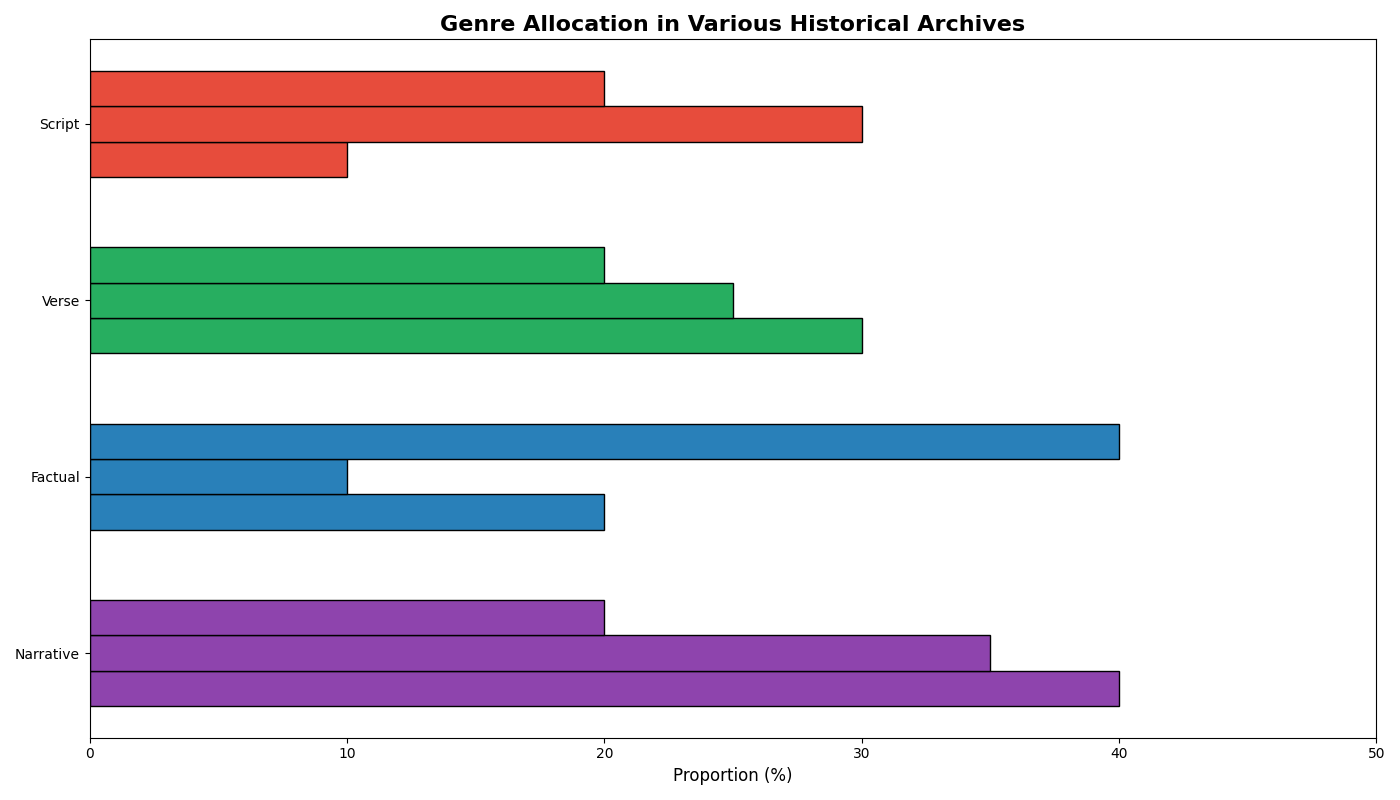 Genre Allocation in Various Historical Archives
Script
Verse
Factual
Narrative
0 10 20 30 40 50
Proportion (%)